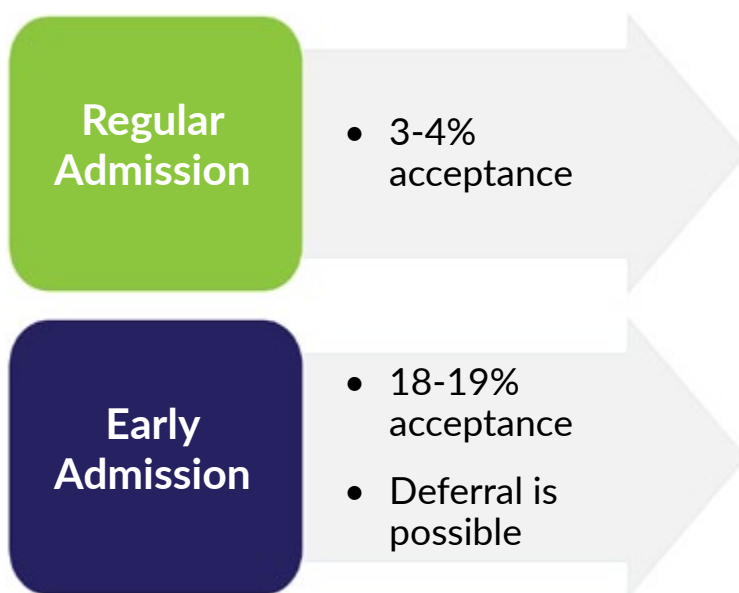 Regular
Admission
• 3-4%
acceptance
Early
Admission
• 18-19%
acceptance
• Deferral is
possible